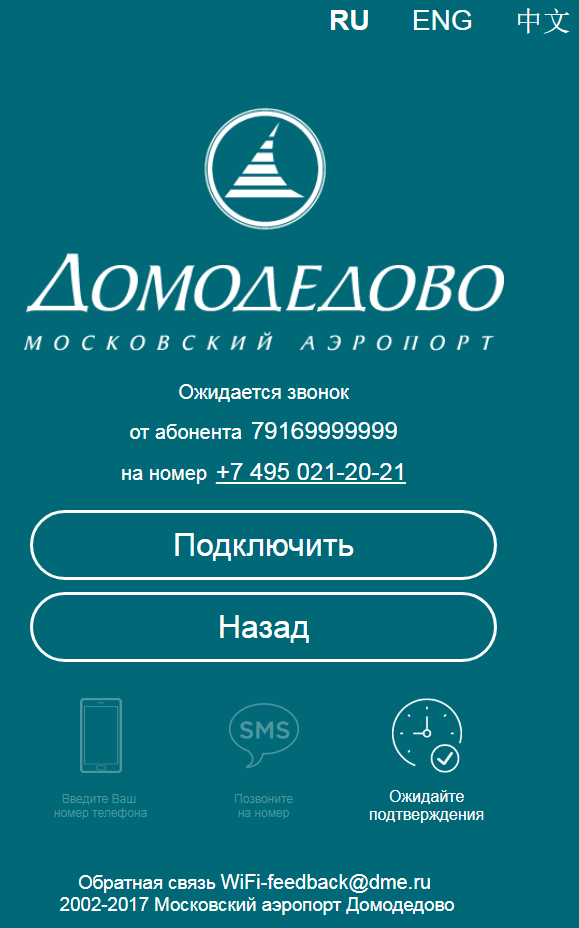 RU ENG 中文
ДОМОДЕДОВО
МОСКОВСКИЙ АЭРОПОРТ
Ожидается звонок
от абонента 79169999999
на номер +7 495 021-20-21
Подключить
Назад
SMS
Введите Ваш
номер телефона
Позвоните
на номер
Ожидайте
подтверждения
Обратная связь WiFi-feedback@dme.ru
2002-2017 Московский аэропорт Домодедово